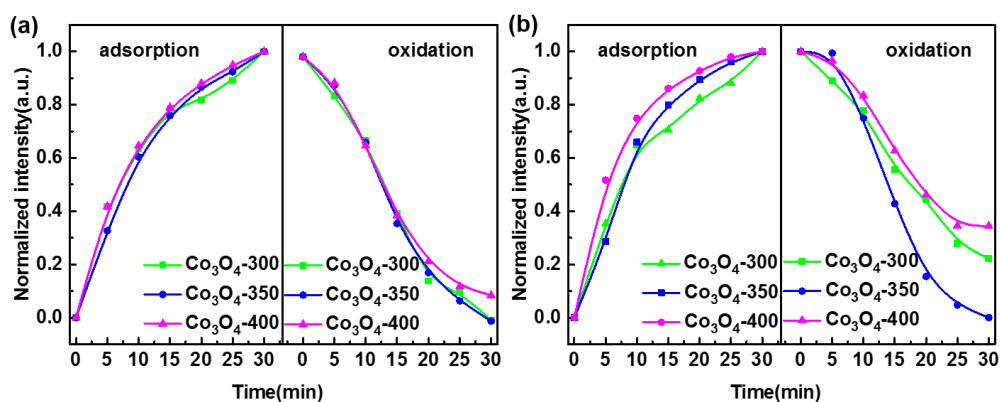 (a)
adsorption
oxidation
Normalized intensity(a.u.)
1.0
0.8
0.6
0.4
0.2
0.0
Co₃O₄-300
Co₃O₄-350
Co₃O₄-400
Co₃O₄-300
Co₃O₄-350
Co₃O₄-400
0 5 10 15 20 25 30 0 5 10 15 20 25 30
Time(min)
(b)
adsorption
oxidation
Normalized intensity(a.u.)
1.0
0.8
0.6
0.4
0.2
0.0
Co₃O₄-300
Co₃O₄-350
Co₃O₄-400
Co₃O₄-300
Co₃O₄-350
Co₃O₄-400
0 5 10 15 20 25 30 0 5 10 15 20 25 30
Time(min)